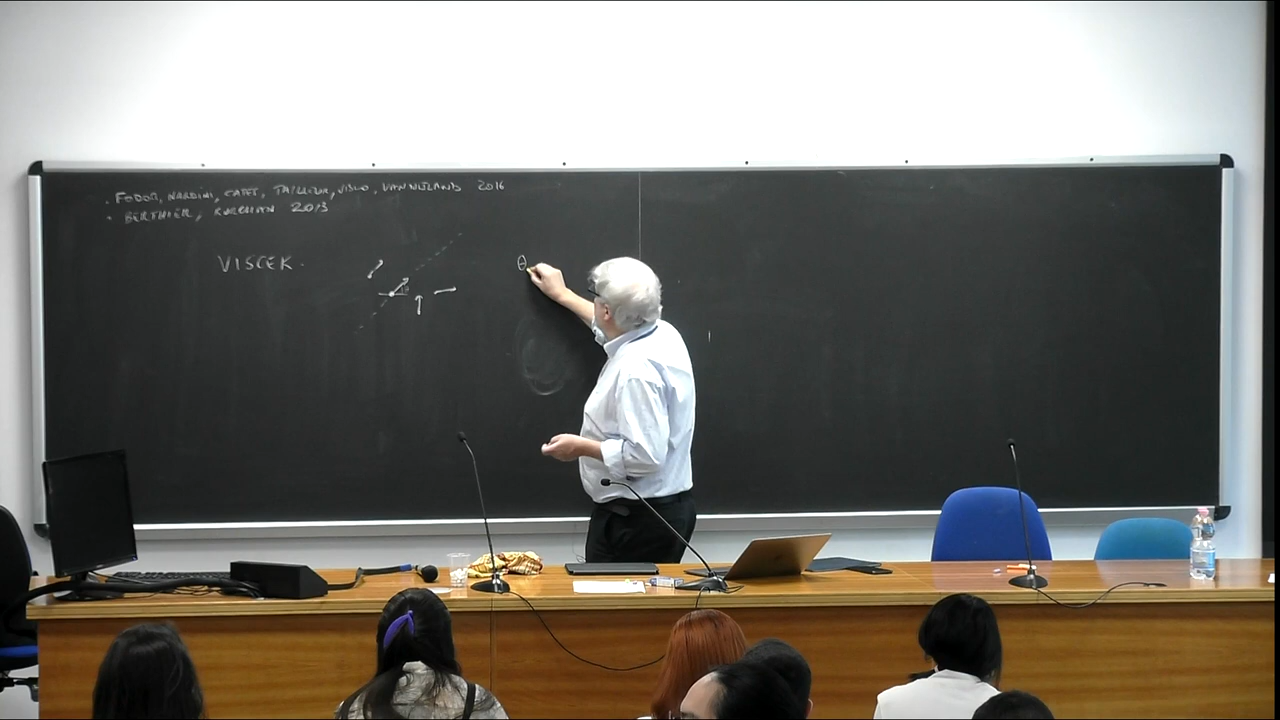 · FODOR, NARDINI, CATES, TAILLEUR, VISCO, VAN WIJLAND 2016
· BERTHIER, KURCHAN 2013
VISCEK.
θ